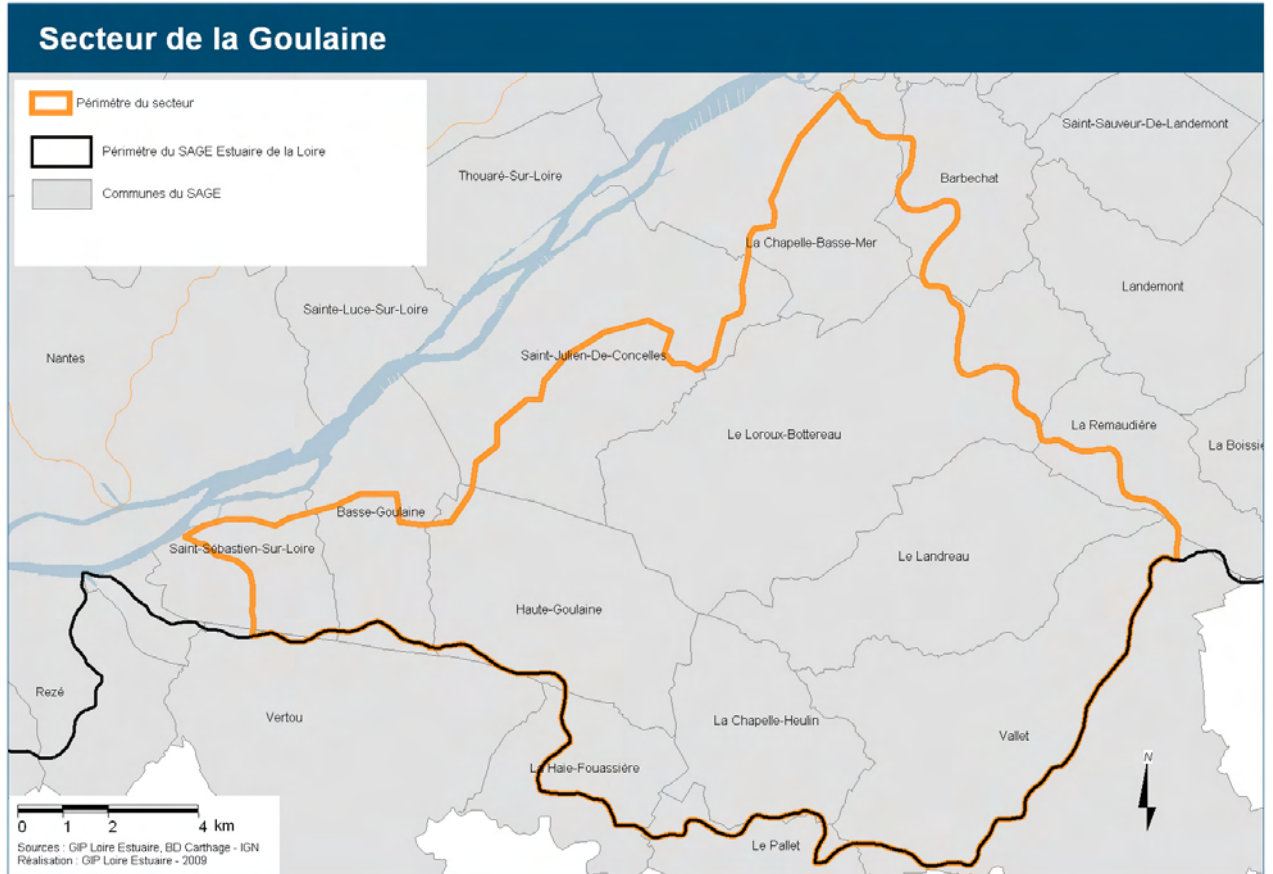 Secteur de la Goulaine
Périmètre du secteur
Périmètre du SAGE Estuaire de la Loire
Communes du SAGE
Saint-Sauveur-De-Landemont
Thouaré-Sur-Loire
Barbechat
La Chapelle-Basse-Mer
Landemont
Sainte-Luce-Sur-Loire
Nantes
Saint-Julien-De-Concelles
La Remaudière
Le Loroux-Bottereau
La Boissie
Basse-Goulaine
Saint-Sébastien-Sur-Loire
Le Landreau
Haute-Goulaine
Rezé
Vertou
La Chapelle-Heulin
Vallet
La Haie-Fouassière
N
Le Pallet
0 1 2 4 km
Sources : GIP Loire Estuaire, BD Carthage - IGN
Réalisation : GIP Loire Estuaire - 2009